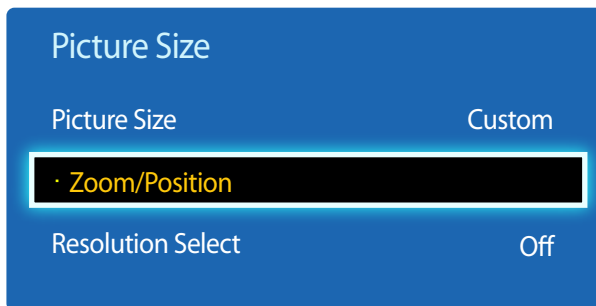 Picture Size
Picture Size Custom
· Zoom/Position
Resolution Select Off